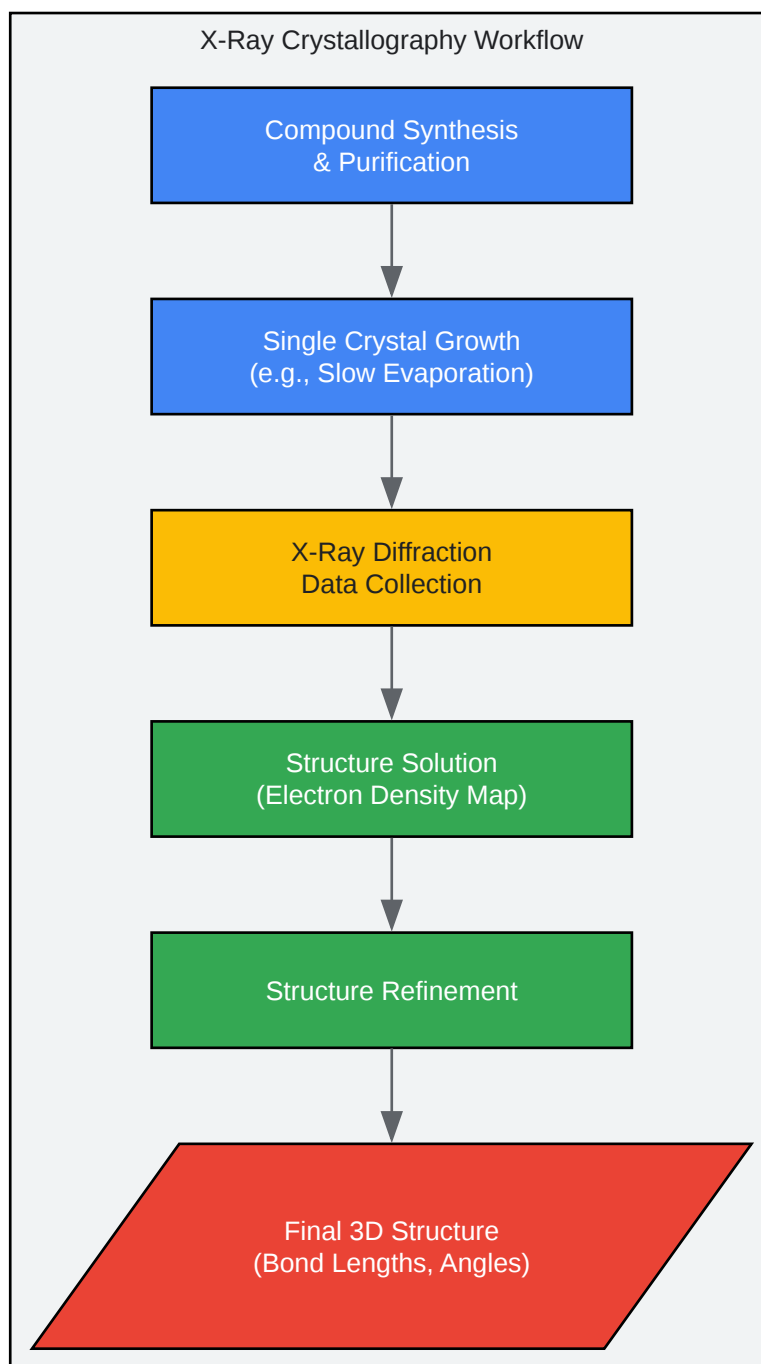 X-Ray Crystallography Workflow
Compound Synthesis
& Purification
Single Crystal Growth
(e.g., Slow Evaporation)
X-Ray Diffraction
Data Collection
Structure Solution
(Electron Density Map)
Structure Refinement
Final 3D Structure
(Bond Lengths, Angles)